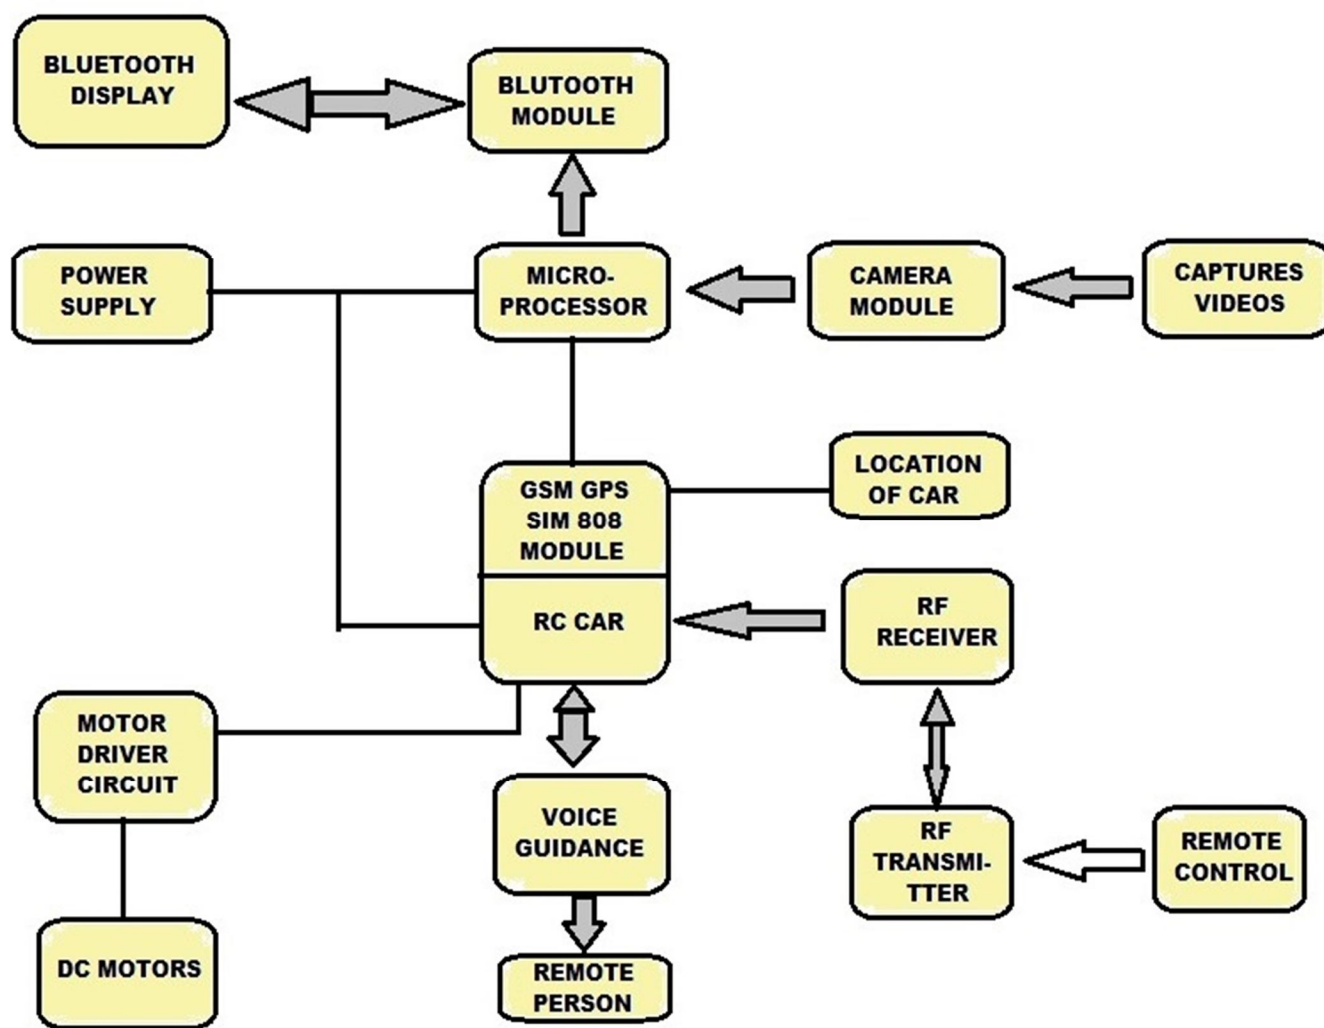 BLUETOOTH
DISPLAY
BLUTOOTH
MODULE
POWER
SUPPLY
MICRO-
PROCESSOR
CAMERA
MODULE
CAPTURES
VIDEOS
GSM GPS
SIM 808
MODULE
LOCATION
OF CAR
RC CAR
RF
RECEIVER
MOTOR
DRIVER
CIRCUIT
VOICE
GUIDANCE
RF
TRANSMI-
TTER
REMOTE
CONTROL
DC MOTORS
REMOTE
PERSON